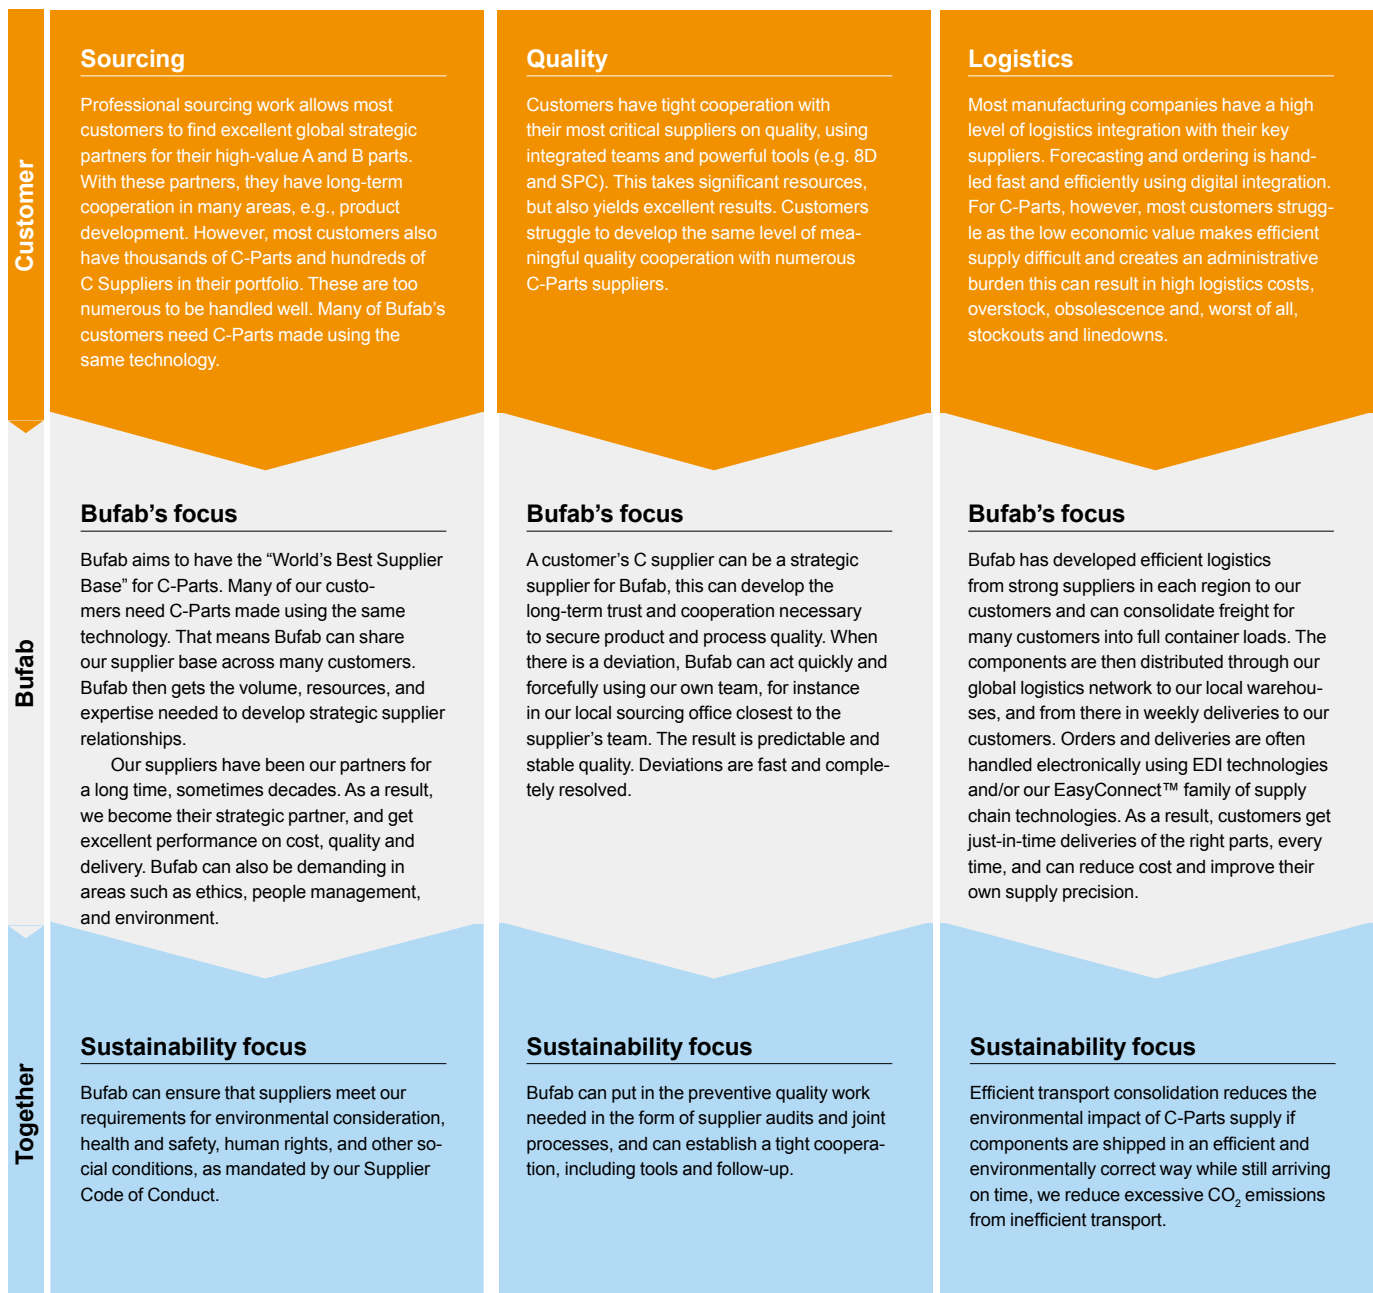 Customer
Sourcing
Professional sourcing work allows most
customers to find excellent global strategic
partners for their high-value A and B parts.
With these partners, they have long-term
cooperation in many areas, e.g., product
development. However, most customers also
have thousands of C-Parts and hundreds of
C Suppliers in their portfolio. These are too
numerous to be handled well. Many of Bufab’s
customers need C-Parts made using the
same technology.
Quality
Customers have tight cooperation with
their most critical suppliers on quality, using
integrated teams and powerful tools (e.g. 8D
and SPC). This takes significant resources,
but also yields excellent results. Customers
struggle to develop the same level of mea-
ningful quality cooperation with numerous
C-Parts suppliers.
Logistics
Most manufacturing companies have a high
level of logistics integration with their key
suppliers. Forecasting and ordering is hand-
led fast and efficiently using digital integration.
For C-Parts, however, most customers strugg-
le as the low economic value makes efficient
supply difficult and creates an administrative
burden this can result in high logistics costs,
overstock, obsolescence and, worst of all,
stockouts and linedowns.
Bufab
Bufab’s focus
Bufab aims to have the “World’s Best Supplier
Base” for C-Parts. Many of our custo-
mers need C-Parts made using the same
technology. That means Bufab can share
our supplier base across many customers.
Bufab then gets the volume, resources, and
expertise needed to develop strategic supplier
relationships.
Our suppliers have been our partners for
a long time, sometimes decades. As a result,
we become their strategic partner, and get
excellent performance on cost, quality and
delivery. Bufab can also be demanding in
areas such as ethics, people management,
and environment.
Bufab’s focus
A customer’s C supplier can be a strategic
supplier for Bufab, this can develop the
long-term trust and cooperation necessary
to secure product and process quality. When
there is a deviation, Bufab can act quickly and
forcefully using our own team, for instance
in our local sourcing office closest to the
supplier’s team. The result is predictable and
stable quality. Deviations are fast and comple-
tely resolved.
Bufab’s focus
Bufab has developed efficient logistics
from strong suppliers in each region to our
customers and can consolidate freight for
many customers into full container loads. The
components are then distributed through our
global logistics network to our local warehou-
ses, and from there in weekly deliveries to our
customers. Orders and deliveries are often
handled electronically using EDI technologies
and/or our EasyConnect™ family of supply
chain technologies. As a result, customers get
just-in-time deliveries of the right parts, every
time, and can reduce cost and improve their
own supply precision.
Together
Sustainability focus
Bufab can ensure that suppliers meet our
requirements for environmental consideration,
health and safety, human rights, and other so-
cial conditions, as mandated by our Supplier
Code of Conduct.
Sustainability focus
Bufab can put in the preventive quality work
needed in the form of supplier audits and joint
processes, and can establish a tight coopera-
tion, including tools and follow-up.
Sustainability focus
Efficient transport consolidation reduces the
environmental impact of C-Parts supply if
components are shipped in an efficient and
environmentally correct way while still arriving
on time, we reduce excessive CO₂ emissions
from inefficient transport.